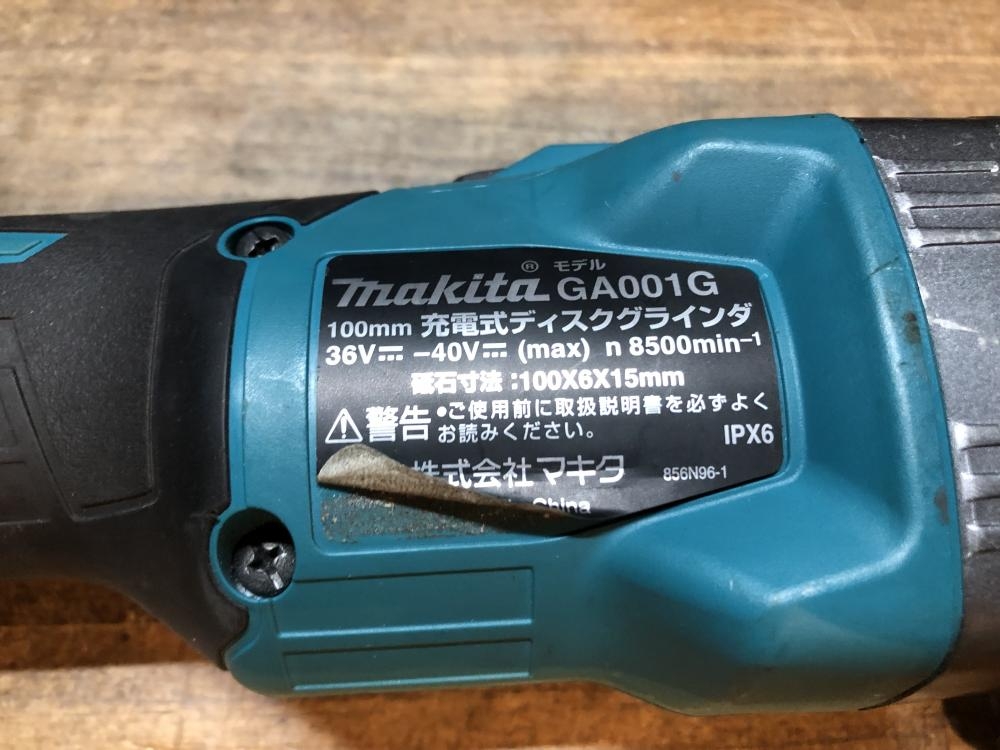 ® モデル
makita GA001G
100mm 充電式ディスクグラインダ
36V⎓ -40V⎓ (max) n 8500min⁻¹
砥石寸法:100X6X15mm
⚠警告 •ご使用前に取扱説明書を必ずよく
お読みください。
IPX6
株式会社マキタ 856N96-1
China